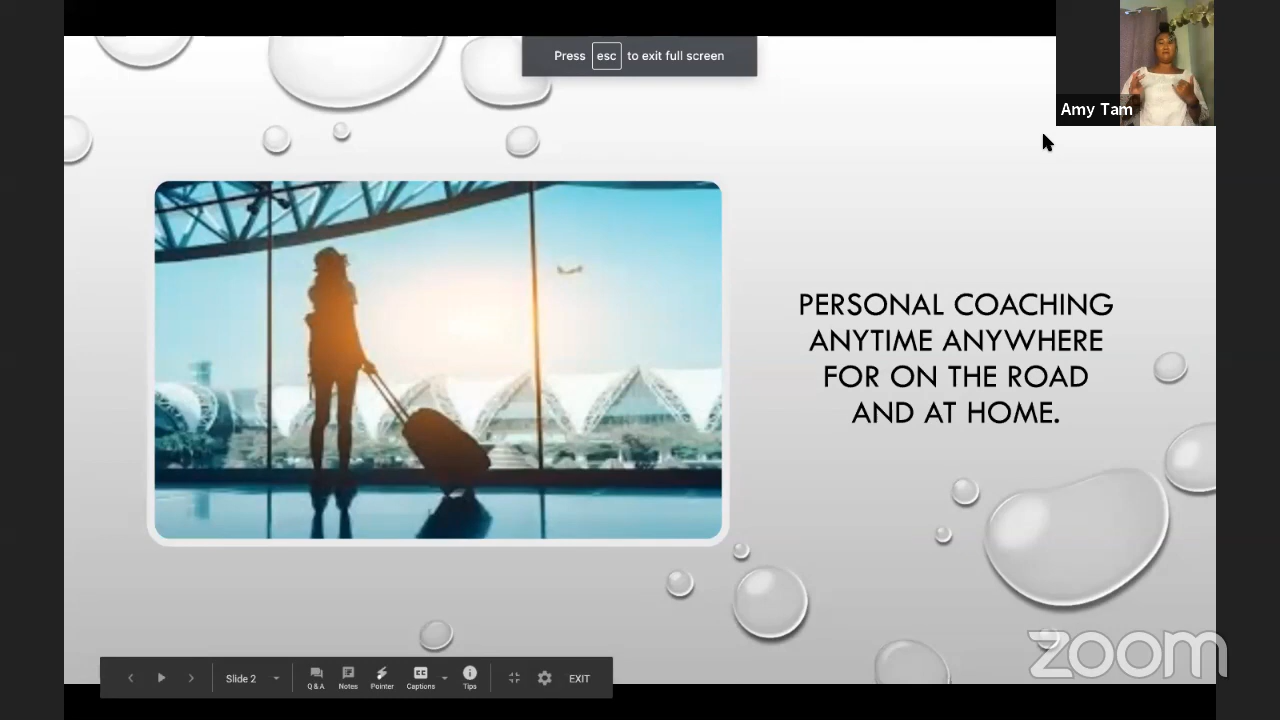 Press esc to exit full screen
Amy Tam
PERSONAL COACHING
ANYTIME ANYWHERE
FOR ON THE ROAD
AND AT HOME.
zoom
Slide 2
Q&A
Notes
Pointer
Captions
Tips
EXIT